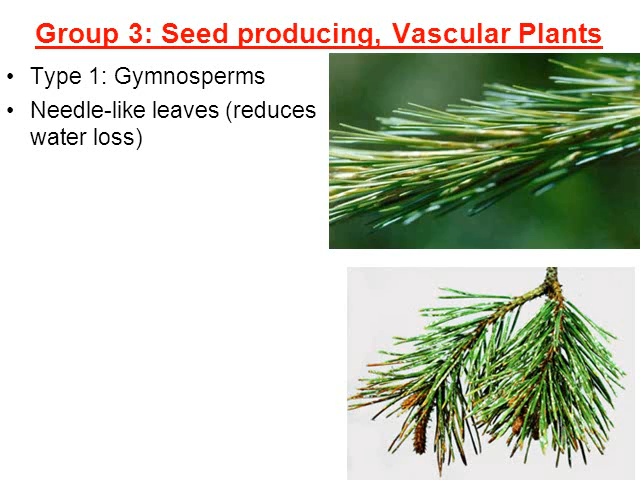 Group 3: Seed producing, Vascular Plants
• Type 1: Gymnosperms
• Needle-like leaves (reduces
water loss)